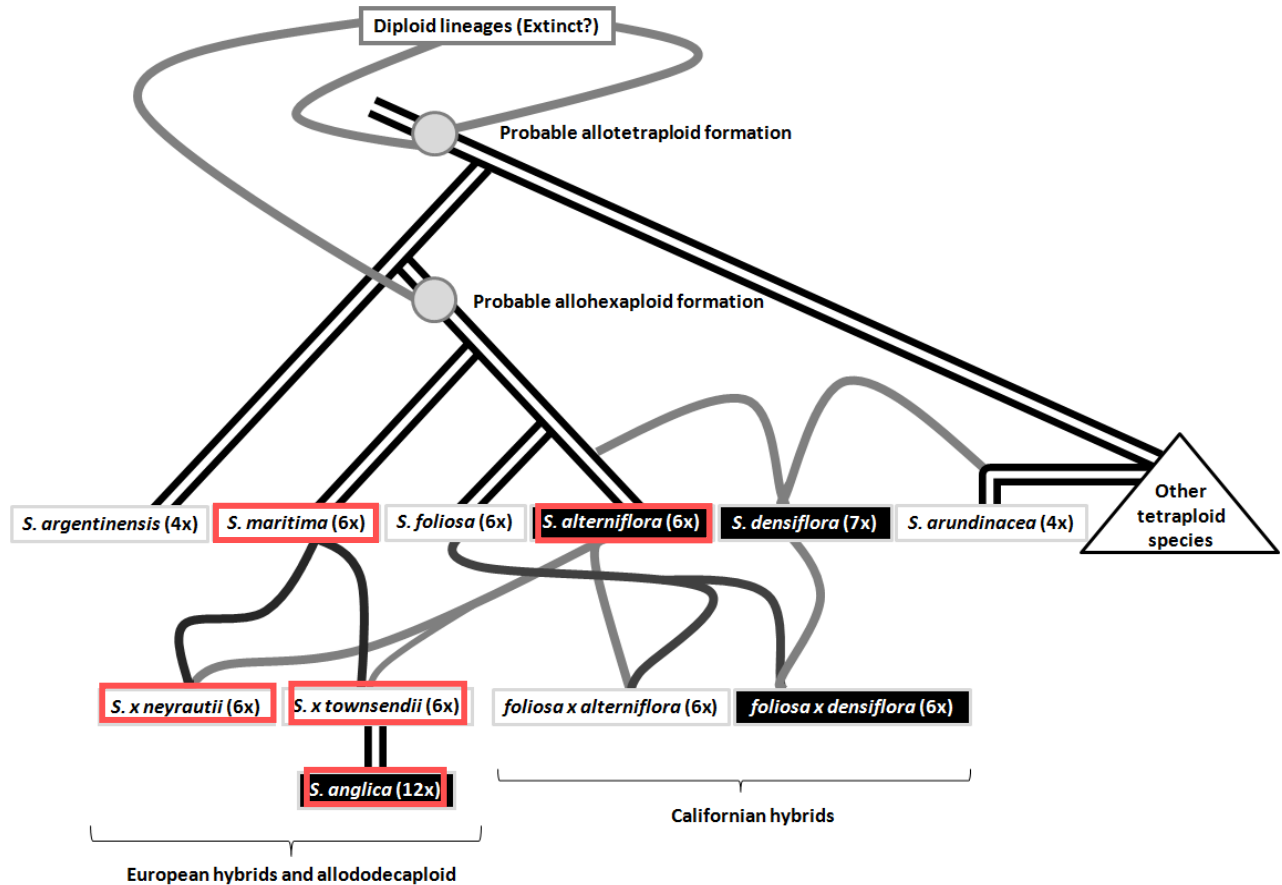 Diploid lineages (Extinct?)
Probable allotetraploid formation
Probable allohexaploid formation
S. argentinensis (4x)
S. maritima (6x)
S. foliosa (6x)
S. alterniflora (6x)
S. densiflora (7x)
S. arundinacea (4x)
Other
tetraploid
species
S. x neyrautii (6x)
S. x townsendii (6x)
foliosa x alterniflora (6x)
foliosa x densiflora (6x)
S. anglica (12x)
Californian hybrids
European hybrids and allododecaploid